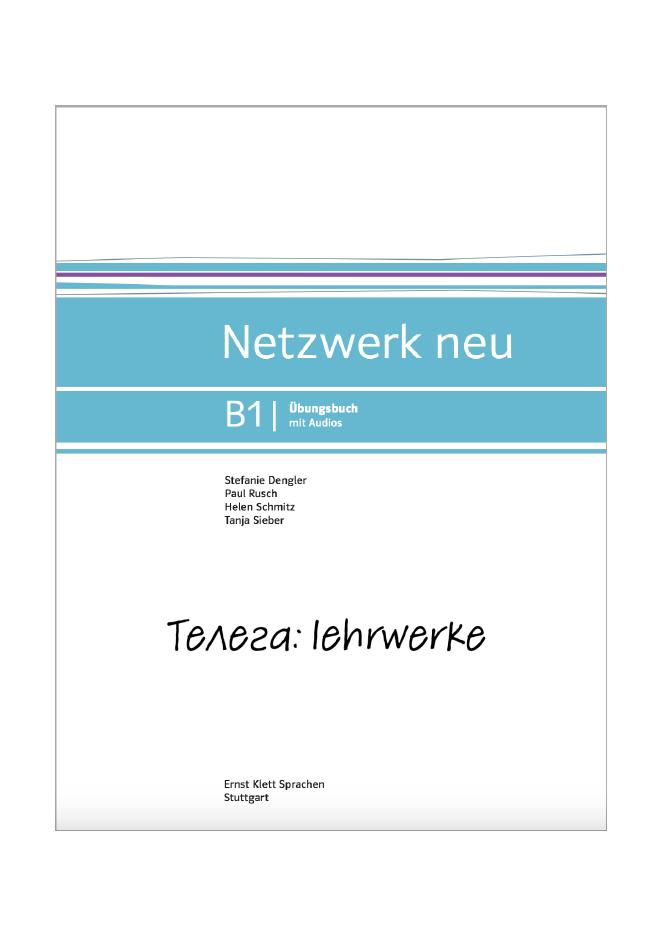 Netzwerk neu
B1 | Übungsbuch
mit Audios
Stefanie Dengler
Paul Rusch
Helen Schmitz
Tanja Sieber
Телега: lehrwerke
Ernst Klett Sprachen
Stuttgart